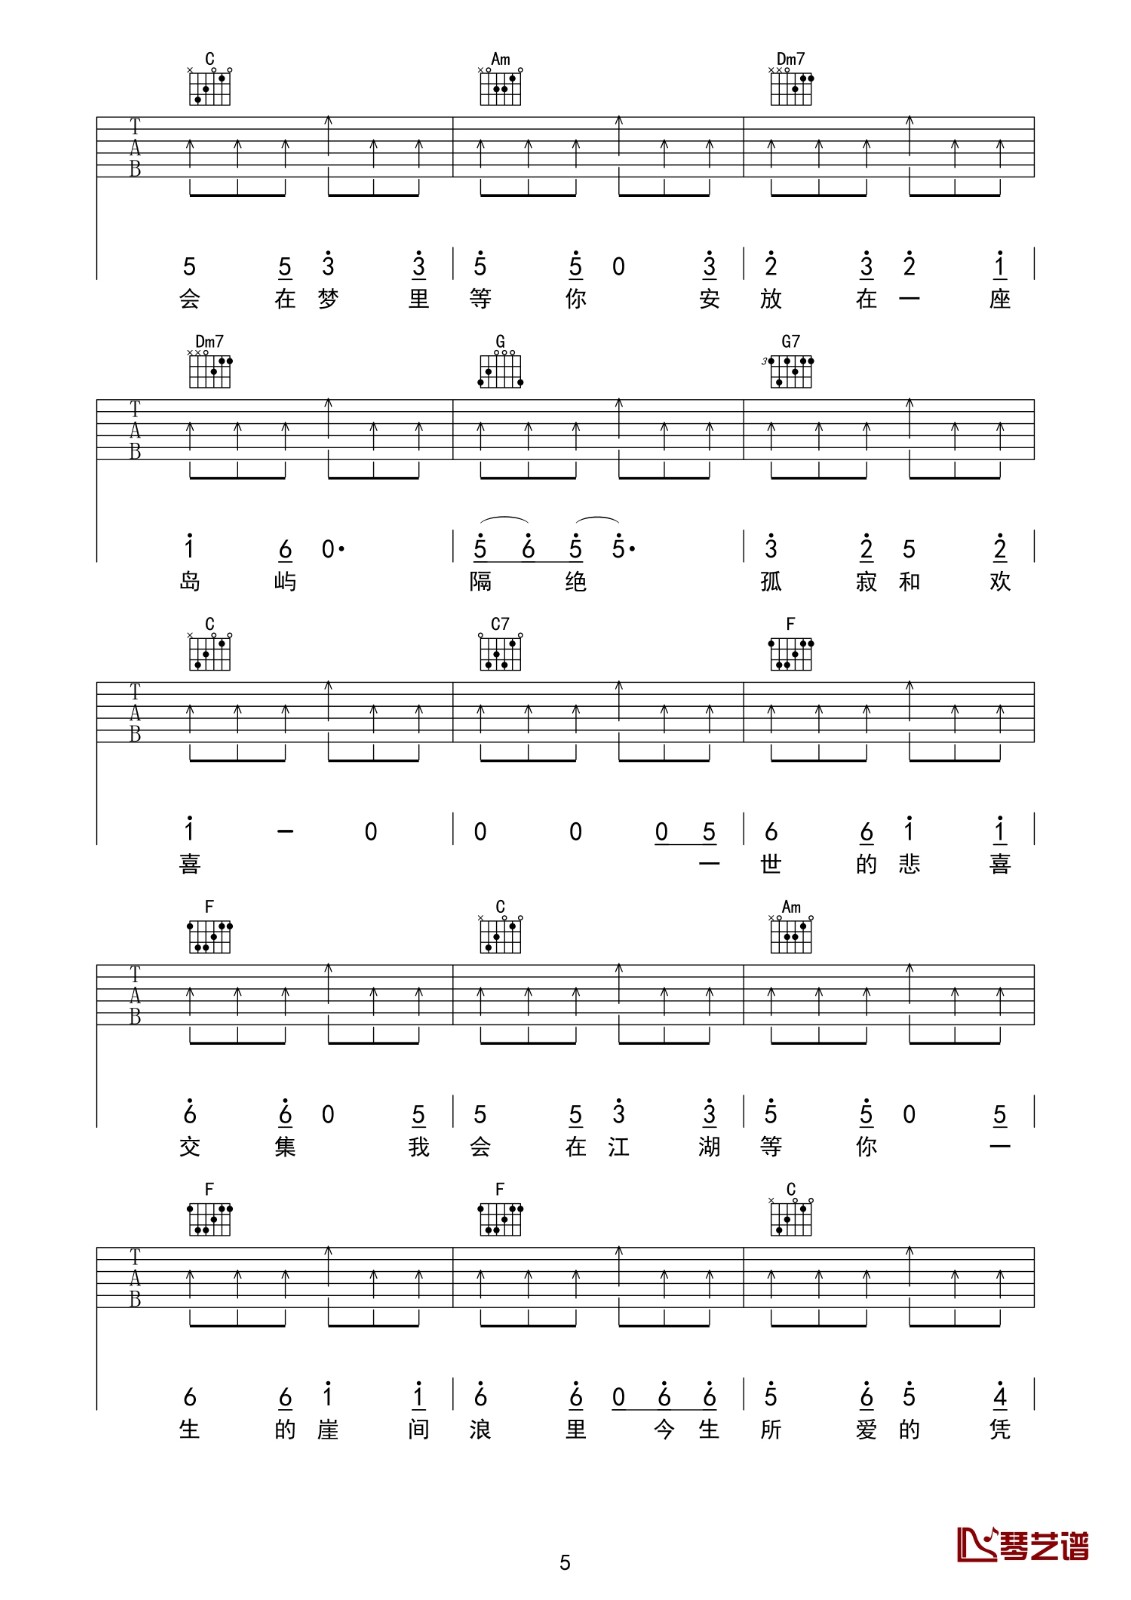 C Am Dm7
T A B
5 5 3 3 5 5 0 3 2 3 2 1
会 在 梦 里 等 你 安 放 在 一 座
Dm7 G G7
3
T A B
1 6 0· 5 6 5 5· 3 2 5 2
岛 屿 隔 绝 孤 寂 和 欢
C C7 F
T A B
1 – 0 0 0 0 5 6 6 1 1
喜 一 世 的 悲 喜
F C Am
T A B
6 6 0 5 5 5 3 3 5 5 0 5
交 集 我 会 在 江 湖 等 你 一
F F C
T A B
6 6 1 1 6 6 0 6 6 5 6 5 4
生 的 崖 间 浪 里 今 生 所 爱 的 凭
琴艺谱
5